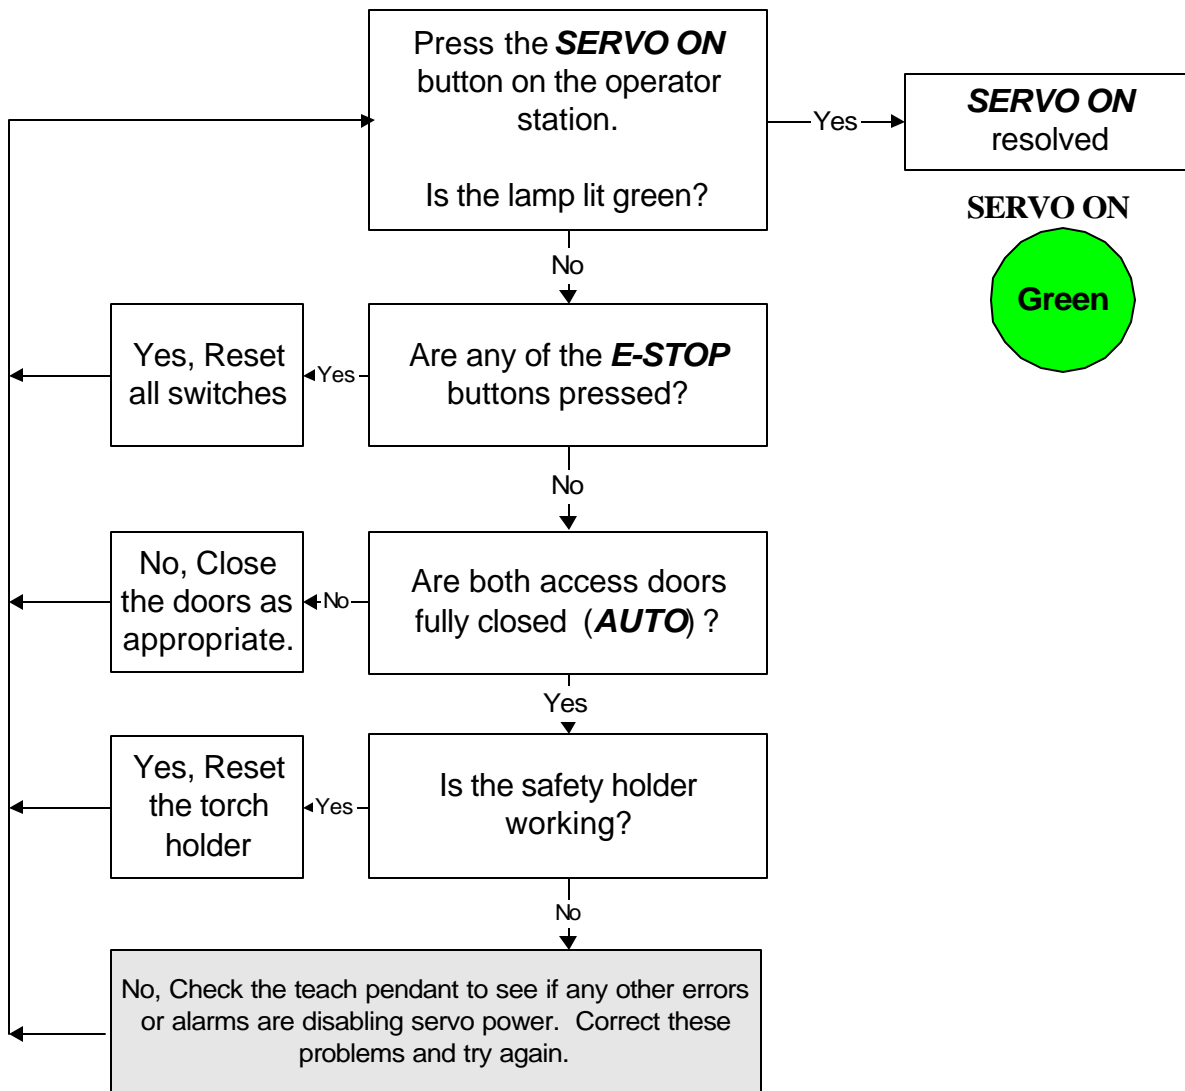 Press the SERVO ON
button on the operator
station.
Is the lamp lit green?
Yes
SERVO ON
resolved
SERVO ON
Green
No
Are any of the E-STOP
buttons pressed?
Yes
Yes, Reset
all switches
No
Are both access doors
fully closed (AUTO) ?
No
No, Close
the doors as
appropriate.
Yes
Is the safety holder
working?
Yes
Yes, Reset
the torch
holder
No
No, Check the teach pendant to see if any other errors
or alarms are disabling servo power. Correct these
problems and try again.